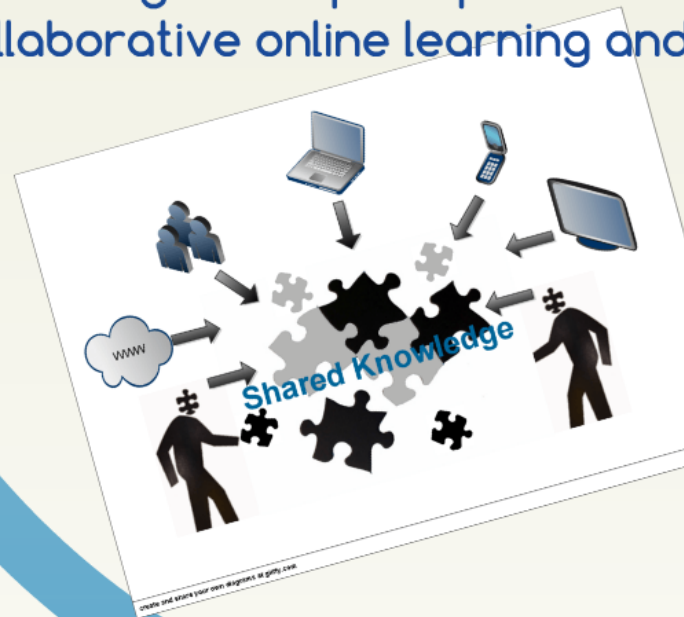 llaborative online learning and
www
Shared Knowledge
create and share your own diagrams at gliffy.com